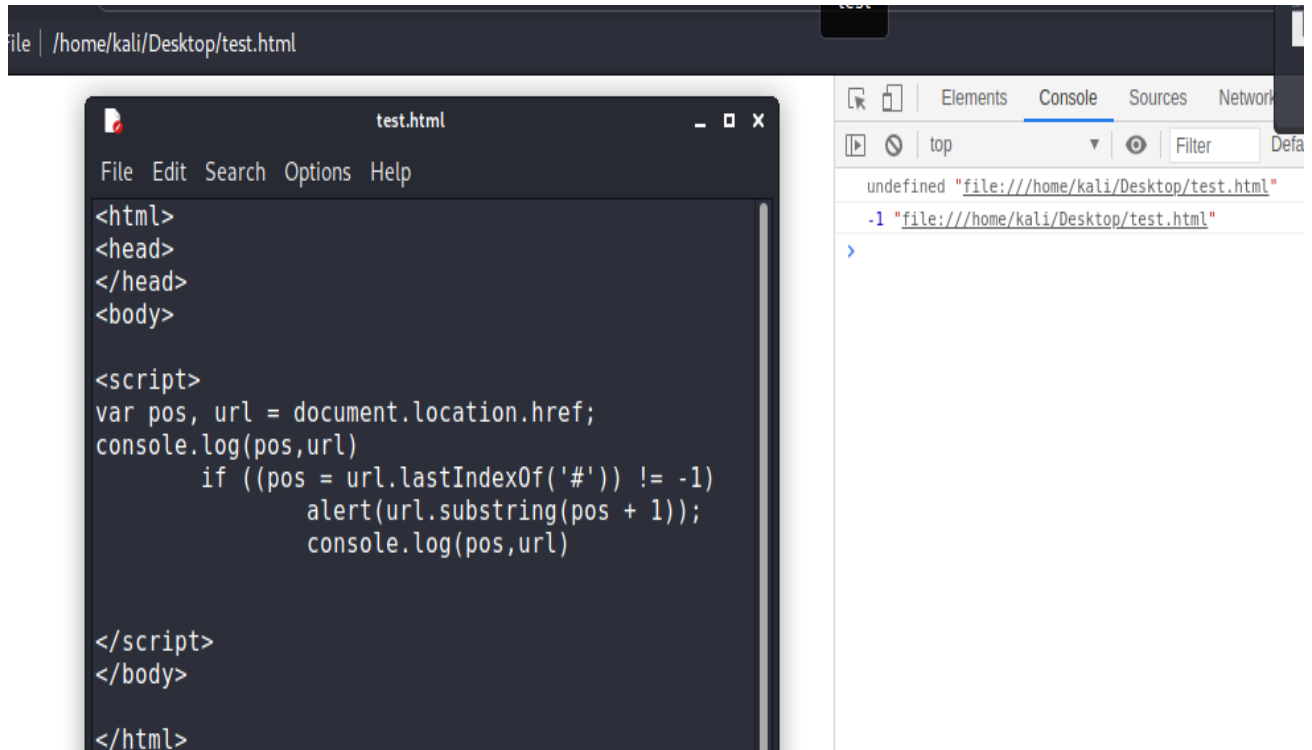 test
File | /home/kali/Desktop/test.html
test.html
File Edit Search Options Help
<html>
<head>
</head>
<body>
<script>
var pos, url = document.location.href;
console.log(pos,url)
if ((pos = url.lastIndexOf('#')) != -1)
alert(url.substring(pos + 1));
console.log(pos,url)
</script>
</body>
</html>
Elements Console Sources Network
top Filter Defa
undefined "file:///home/kali/Desktop/test.html"
-1 "file:///home/kali/Desktop/test.html"
>